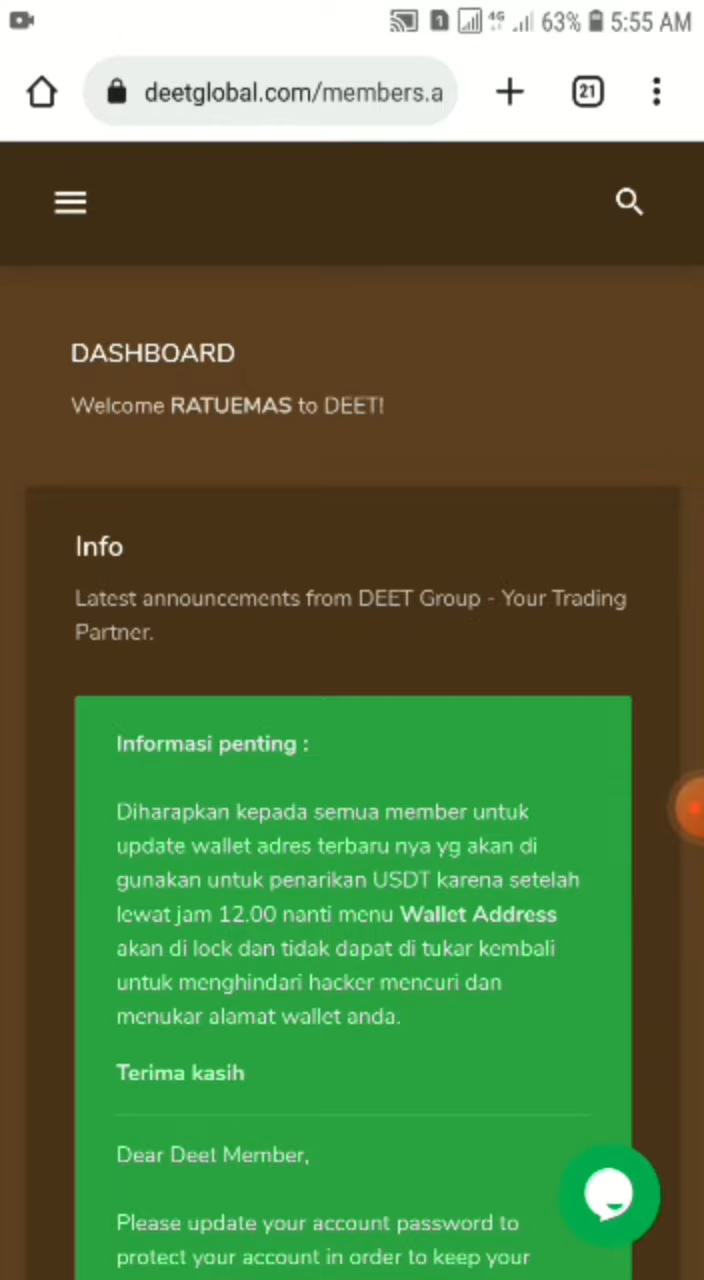 1 4G 63% 5:55 AM
deetglobal.com/members.a
21
DASHBOARD
Welcome RATUEMAS to DEET!
Info
Latest announcements from DEET Group - Your Trading
Partner.
Informasi penting :
Diharapkan kepada semua member untuk
update wallet adres terbaru nya yg akan di
gunakan untuk penarikan USDT karena setelah
lewat jam 12.00 nanti menu Wallet Address
akan di lock dan tidak dapat di tukar kembali
untuk menghindari hacker mencuri dan
menukar alamat wallet anda.
Terima kasih
Dear Deet Member,
Please update your account password to
protect your account in order to keep your